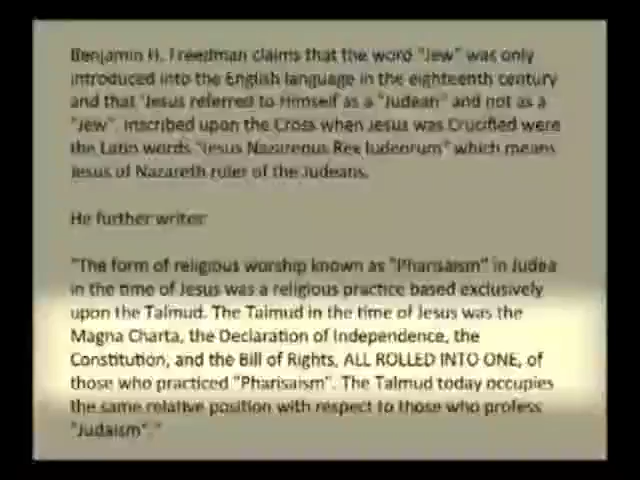 Benjamin H. Freedman claims that the word "Jew" was only
introduced into the English language in the eighteenth century
and that "Jesus referred to Himself as a "Judean" and not as a
"Jew". Inscribed upon the Cross when Jesus was Crucified were
the Latin words "Iesus Nazarenus Rex Iudeorum" which means
Jesus of Nazareth ruler of the Judeans.
He further writes
"The form of religious worship known as "Pharisaism" in Judea
in the time of Jesus was a religious practice based exclusively
upon the Talmud. The Talmud in the time of Jesus was the
Magna Charta, the Declaration of Independence, the
Constitution, and the Bill of Rights, ALL ROLLED INTO ONE, of
those who practiced "Pharisaism". The Talmud today occupies
the same relative position with respect to those who profess
"Judaism"."